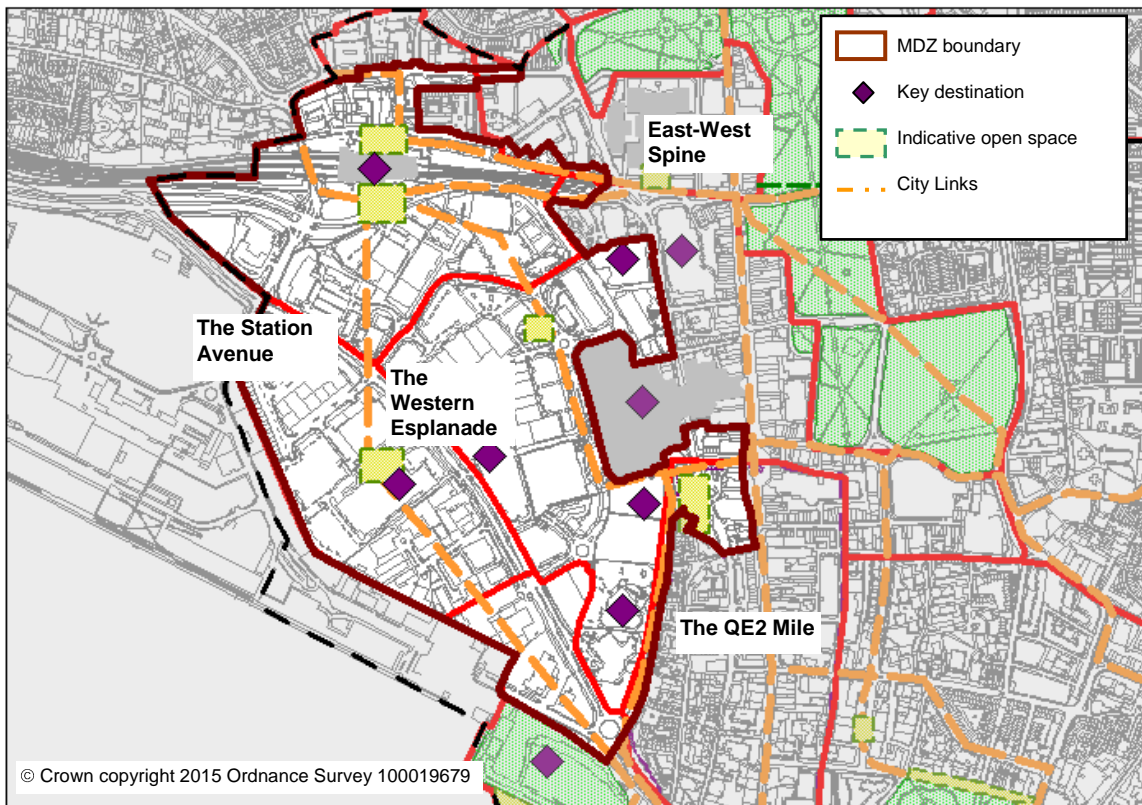 MDZ boundary
Key destination
Indicative open space
City Links
East-West
Spine
The Station
Avenue
The
Western
Esplanade
The QE2 Mile
© Crown copyright 2015 Ordnance Survey 100019679